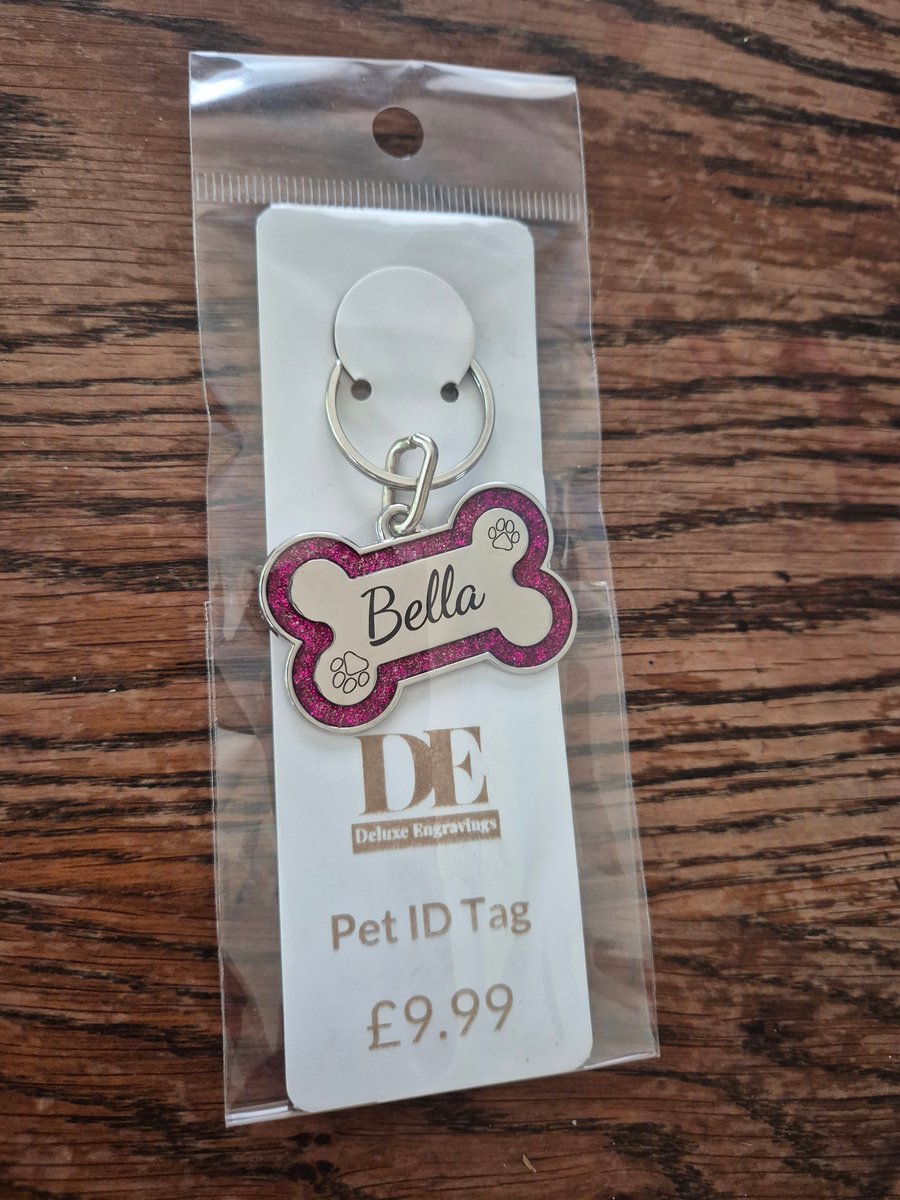 Bella
DE
Deluxe Engravings
Pet ID Tag
£9.99